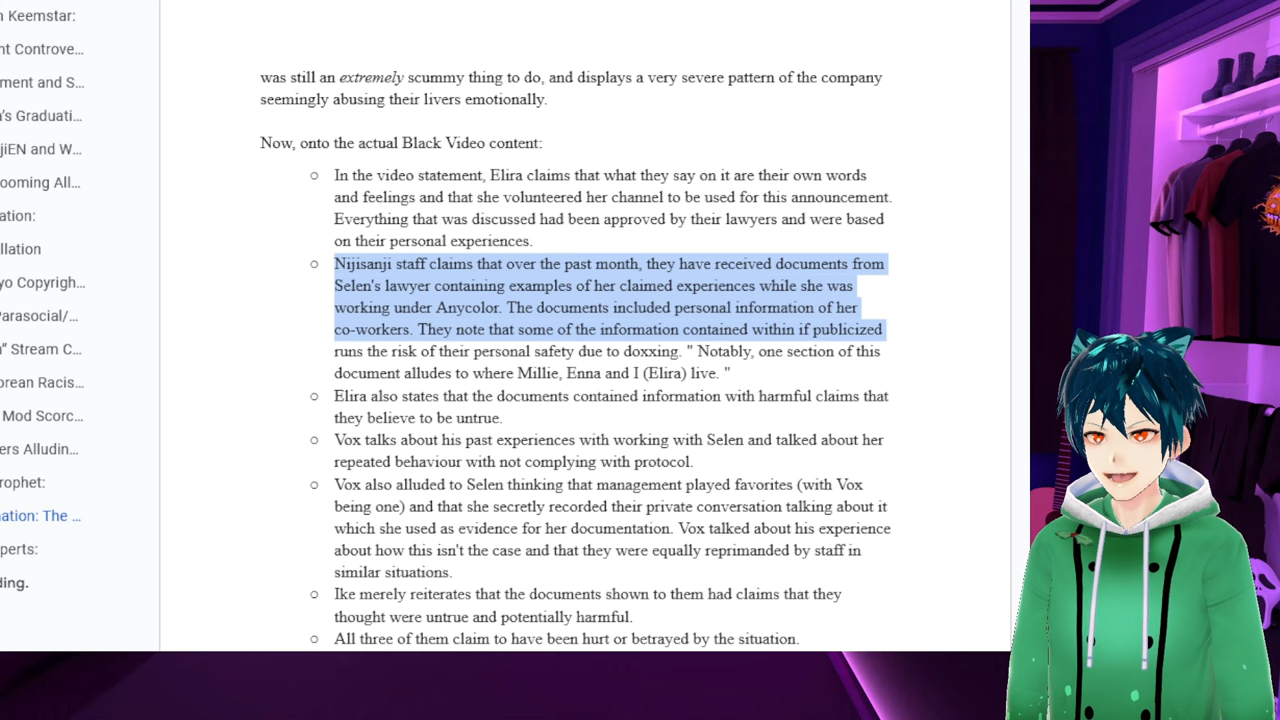 n Keemstar:
nt Controve...
ment and S...
a's Graduati...
jiEN and W...
ooming All...
ation:
llation
yo Copyrigh...
Parasocial/...
" Stream C...
orean Racis...
Mod Scorc...
ers Alludin...
rophet:
nation: The ...
perts:
ding.
was still an extremely scummy thing to do, and displays a very severe pattern of the company
seemingly abusing their livers emotionally.
Now, onto the actual Black Video content:
○ In the video statement, Elira claims that what they say on it are their own words
and feelings and that she volunteered her channel to be used for this announcement.
Everything that was discussed had been approved by their lawyers and were based
on their personal experiences.
○ Nijisanji staff claims that over the past month, they have received documents from
Selen's lawyer containing examples of her claimed experiences while she was
working under Anycolor. The documents included personal information of her
co-workers. They note that some of the information contained within if publicized
runs the risk of their personal safety due to doxxing. " Notably, one section of this
document alludes to where Millie, Enna and I (Elira) live. "
○ Elira also states that the documents contained information with harmful claims that
they believe to be untrue.
○ Vox talks about his past experiences with working with Selen and talked about her
repeated behaviour with not complying with protocol.
○ Vox also alluded to Selen thinking that management played favorites (with Vox
being one) and that she secretly recorded their private conversation talking about it
which she used as evidence for her documentation. Vox talked about his experience
about how this isn't the case and that they were equally reprimanded by staff in
similar situations.
○ Ike merely reiterates that the documents shown to them had claims that they
thought were untrue and potentially harmful.
○ All three of them claim to have been hurt or betrayed by the situation.